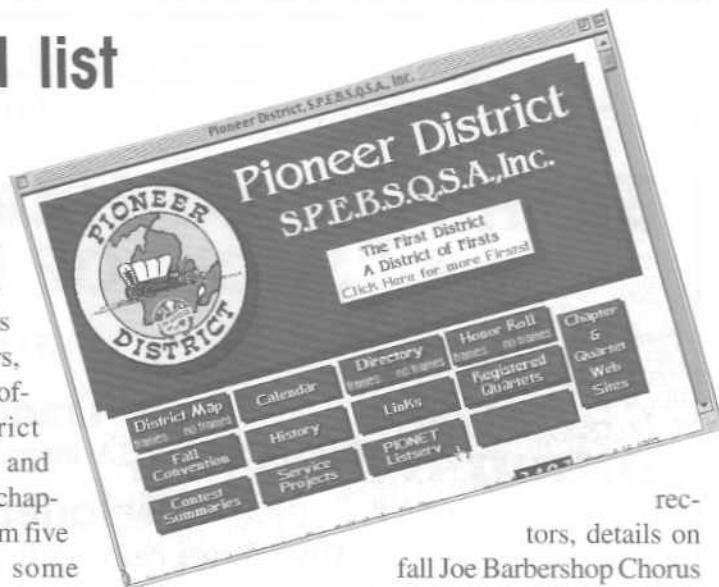 l list
Pioneer District, S.P.E.B.S.Q.S.A., Inc.
Pioneer District
S.P.E.B.S.Q.S.A.,Inc.
PIONEER
DISTRICT
The First District
A District of Firsts
Click Here for more Firsts!
District Map
frames no frames
Calendar
Directory
frames no frames
Honor Roll
frames no frames
Chapter
&
Quartet
Web
Sites
Fall
Convention
History
Links
Registered
Quartets
Contest
Summaries
Service
Projects
PIONET
Listserv
s
rs,
of-
rict
and
chap-
m five
some
rec-
tors, details on
fall Joe Barbershop Chorus